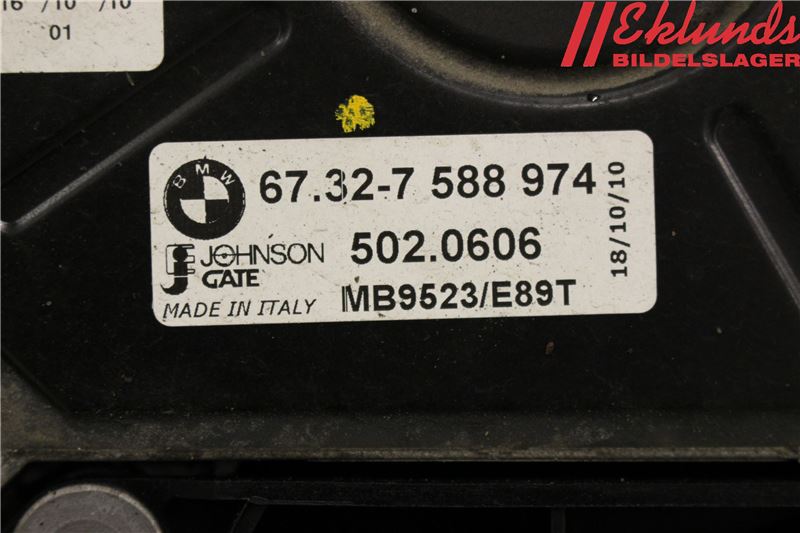 16 /10 /10
01
Eklunds
BILDELSLAGER
BMW
67.32-7 588 974
JOHNSON
GATE
502.0606
MADE IN ITALY
MB9523/E89T
18/10/10